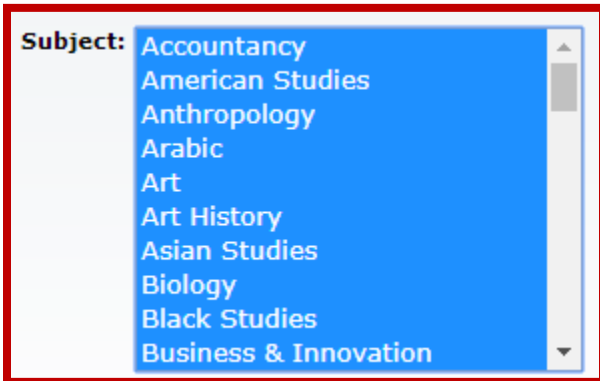 Subject: Accountancy
American Studies
Anthropology
Arabic
Art
Art History
Asian Studies
Biology
Black Studies
Business & Innovation